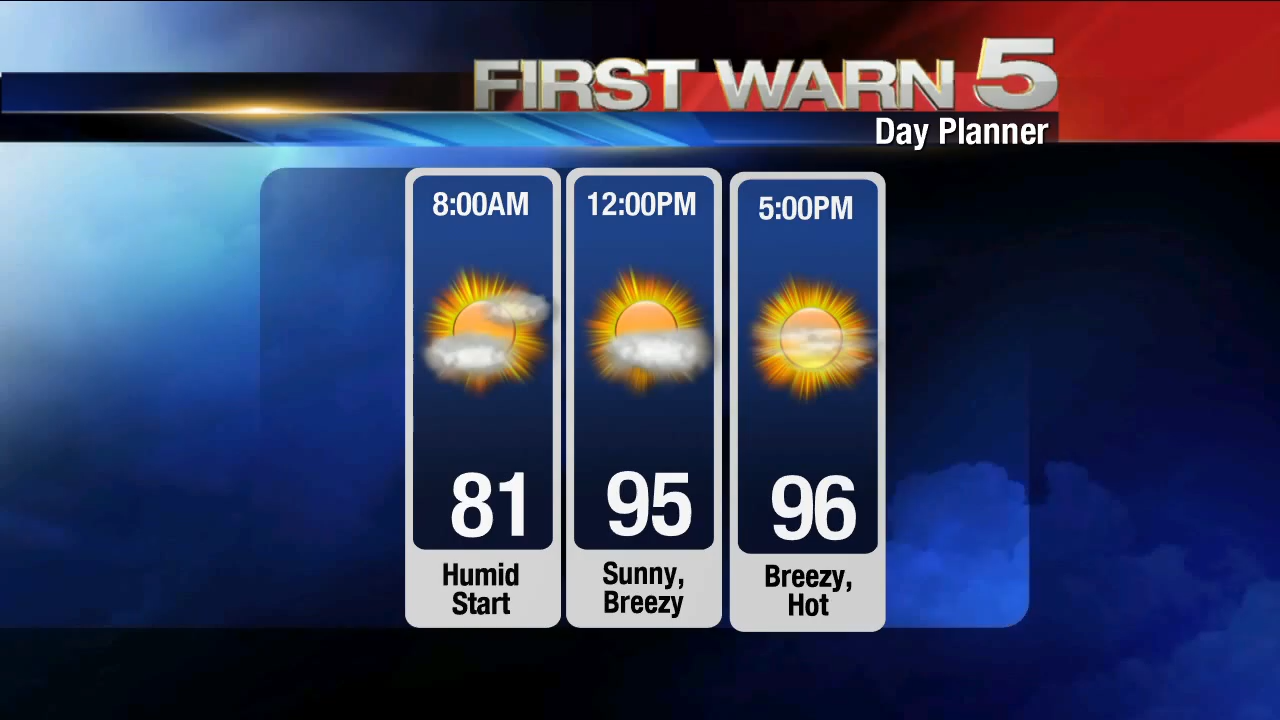 FIRST WARN 5
Day Planner
8:00AM
81
Humid
Start
12:00PM
95
Sunny,
Breezy
5:00PM
96
Breezy,
Hot